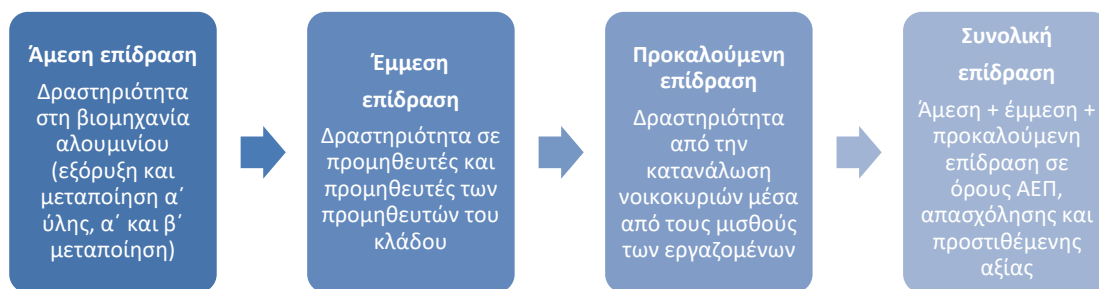 Άμεση επίδραση
Δραστηριότητα
στη βιομηχανία
αλουμινίου
(εξόρυξη και
μεταποίηση α΄
ύλης, α΄ και β΄
μεταποίηση)
Έμμεση
επίδραση
Δραστηριότητα σε
προμηθευτές και
προμηθευτές των
προμηθευτών του
κλάδου
Προκαλούμενη
επίδραση
Δραστηριότητα
από την
κατανάλωση
νοικοκυριών μέσα
από τους μισθούς
των εργαζομένων
Συνολική
επίδραση
Άμεση + έμμεση +
προκαλούμενη
επίδραση σε
όρους ΑΕΠ,
απασχόλησης και
προστιθέμενης
αξίας